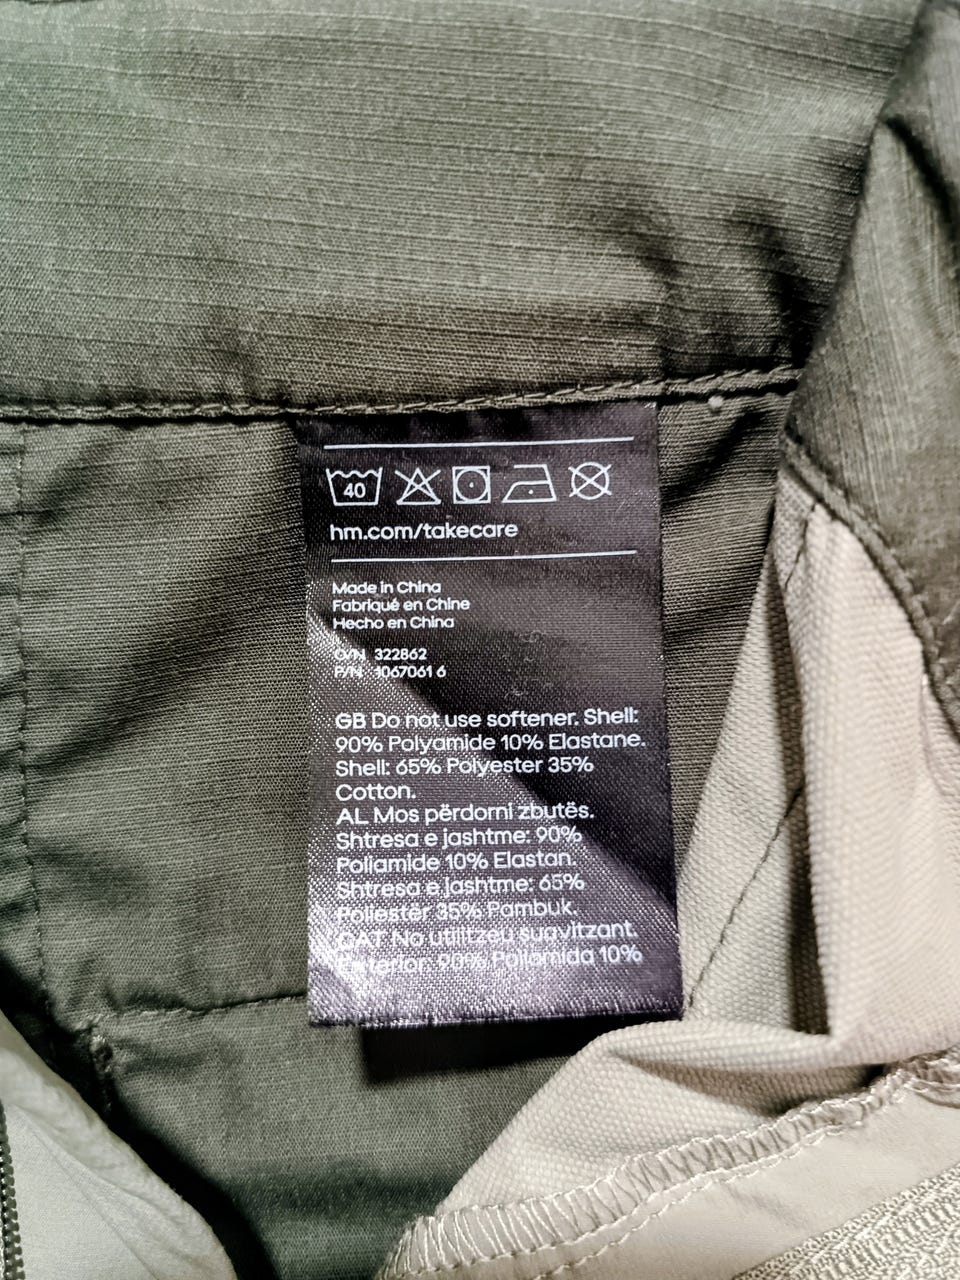 40
hm.com/takecare
Made in China
Fabriqué en Chine
Hecho en China
O/N 322862
P/N 1067061 6
GB Do not use softener. Shell:
90% Polyamide 10% Elastane.
Shell: 65% Polyester 35%
Cotton.
AL Mos përdorni zbutës.
Shtresa e jashtme: 90%
Poliamide 10% Elastan.
Shtresa e jashtme: 65%
Poliestër 35% Pambuk.
CAT No utilitzeu suavitzant.
Exterior: 90% Poliamida 10%